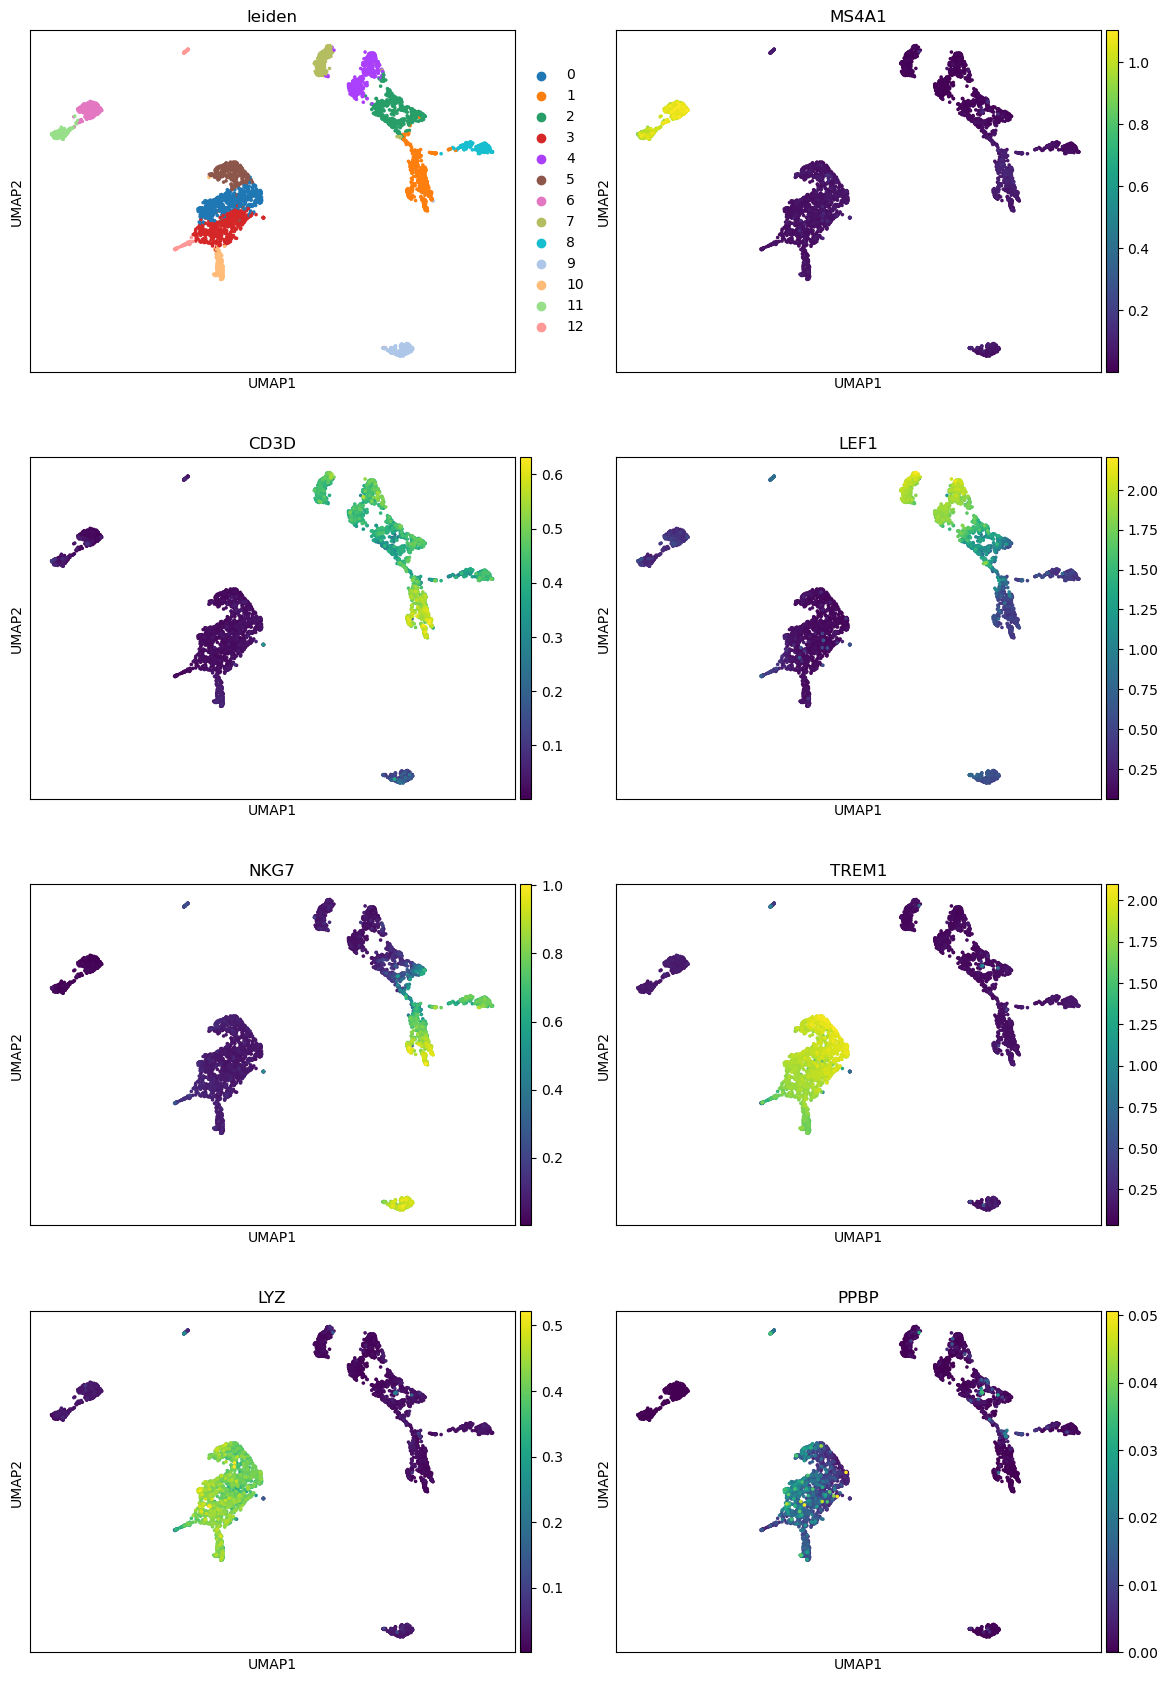 leiden
0
1
2
3
4
5
6
7
8
9
10
11
12
UMAP2
UMAP1
MS4A1
1.0
0.8
0.6
0.4
0.2
UMAP2
UMAP1
CD3D
0.6
0.5
0.4
0.3
0.2
0.1
UMAP2
UMAP1
LEF1
2.00
1.75
1.50
1.25
1.00
0.75
0.50
0.25
UMAP2
UMAP1
NKG7
1.0
0.8
0.6
0.4
0.2
UMAP2
UMAP1
TREM1
2.00
1.75
1.50
1.25
1.00
0.75
0.50
0.25
UMAP2
UMAP1
LYZ
0.5
0.4
0.3
0.2
0.1
UMAP2
UMAP1
PPBP
0.05
0.04
0.03
0.02
0.01
0.00
UMAP2
UMAP1